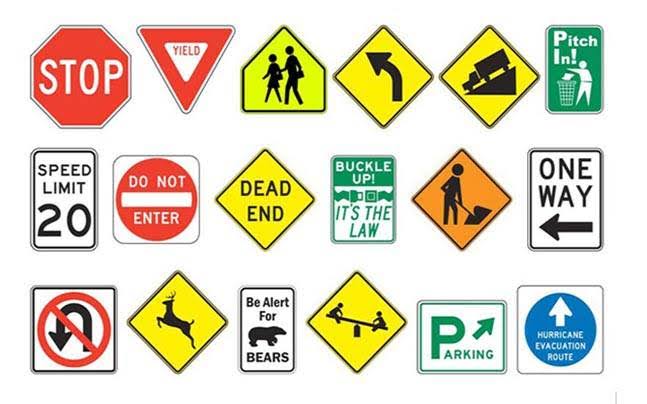 STOP
YIELD
Pitch
In!
SPEED
LIMIT
20
DO NOT
ENTER
DEAD
END
BUCKLE
UP!
IT'S THE
LAW
ONE
WAY
Be Alert
For
BEARS
PARKING
HURRICANE
EVACUATION
ROUTE